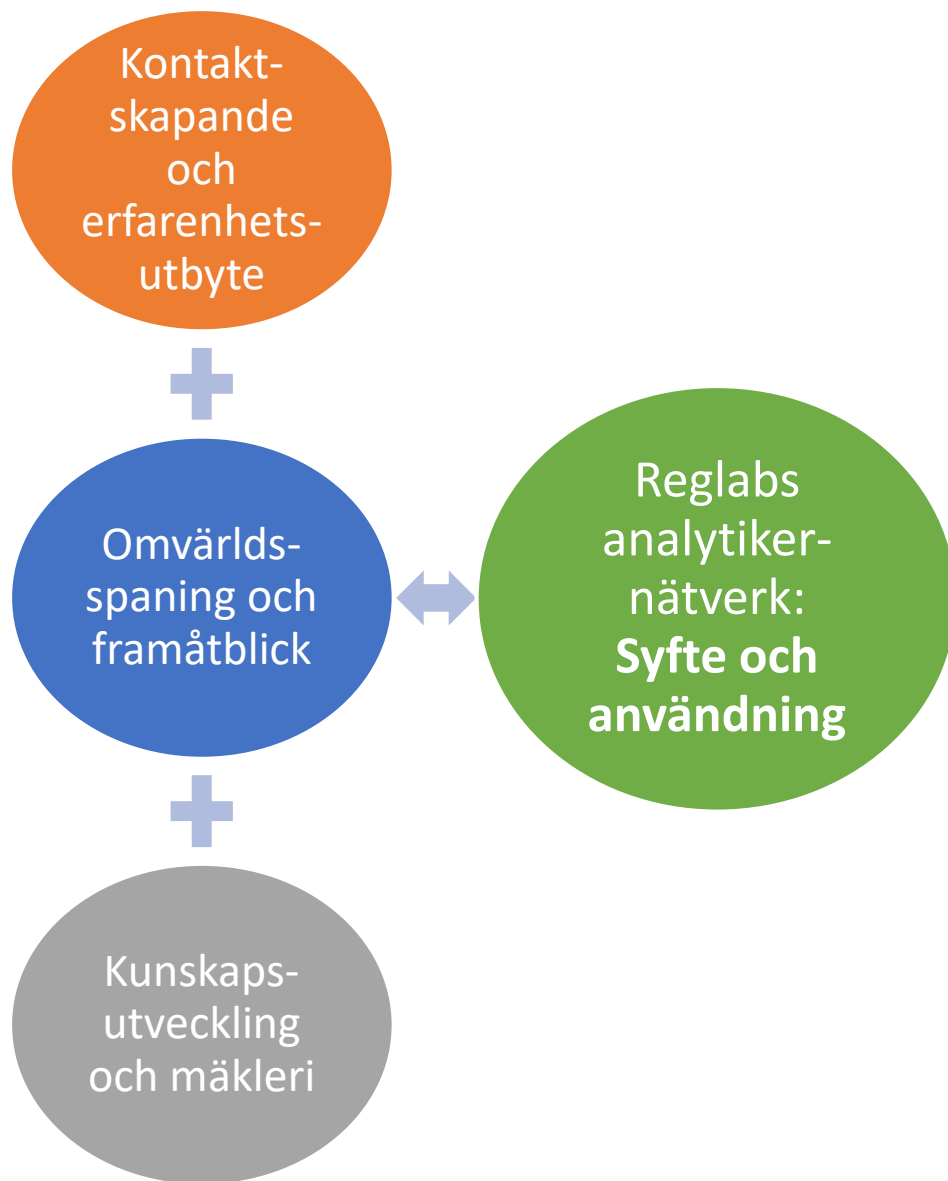 Kontakt-
skapande
och
erfarenhets-
utbyte
Omvärlds-
spaning och
framåtblick
Kunskaps-
utveckling
och mäkleri
Reglabs
analytiker-
nätverk:
Syfte och
användning